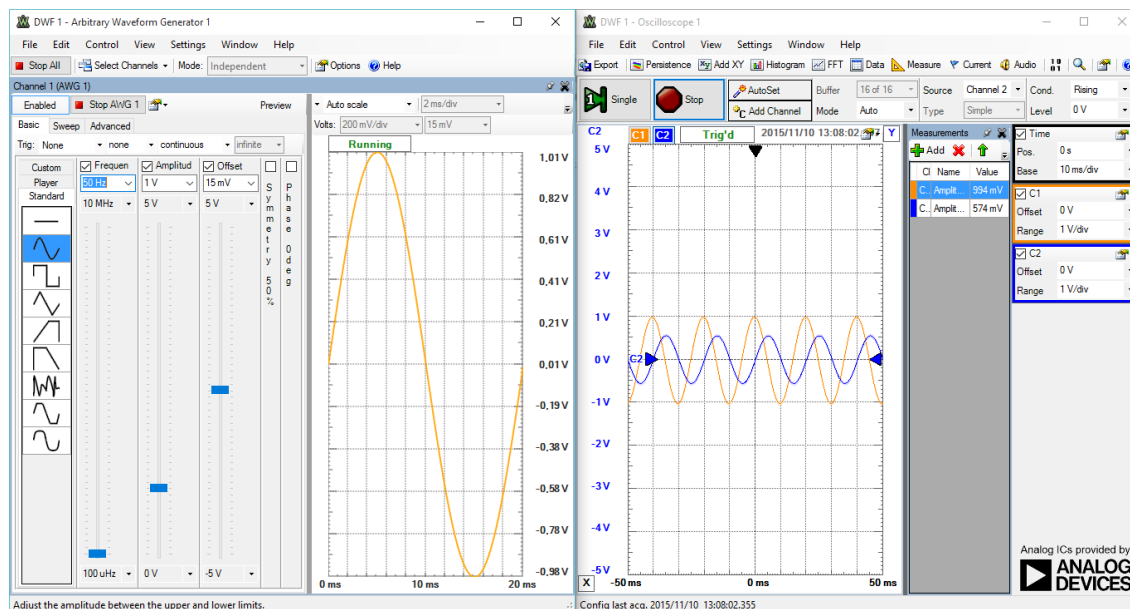 DWF 1 - Arbitrary Waveform Generator 1
File Edit Control View Settings Window Help
Stop All Select Channels Mode: Independent Options Help
Channel 1 (AWG 1)
Enabled Stop AWG 1 Preview
Basic Sweep Advanced
Trig: None none continuous infinite
Custom
Player
Standard
Frequen Amplitud Offset
50 Hz 1 V 15 mV
10 MHz 5 V 5 V
Symmetry 50%
Phase 0 deg
100 uHz 0 V -5 V
Auto scale 2 ms/div
Volts: 200 mV/div 15 mV
Running
1,01 V
0,82 V
0,61 V
0,41 V
0,21 V
0,01 V
-0,19 V
-0,38 V
-0,58 V
-0,78 V
-0,98 V
0 ms 10 ms 20 ms
Adjust the amplitude between the upper and lower limits.
DWF 1 - Oscilloscope 1
File Edit Control View Settings Window Help
Export Persistence Add XY Histogram FFT Data Measure Current Audio
Single Stop AutoSet Buffer 16 of 16 Source Channel 2 Cond. Rising
Add Channel Mode Auto Type Simple Level 0 V
C2 C1 C2 Trig'd 2015/11/10 13:08:02 Y
5 V
4 V
3 V
2 V
1 V
0 V C2
-1 V
-2 V
-3 V
-4 V
-5 V
X -50 ms 0 ms 50 ms
Measurements
Add
Name Value
C.. Amplit... 994 mV
C.. Amplit... 574 mV
Time
Pos. 0 s
Base 10 ms/div
C1
Offset 0 V
Range 1 V/div
C2
Offset 0 V
Range 1 V/div
Analog ICs provided by
ANALOG
DEVICES
Config last acq. 2015/11/10 13:08:02.355